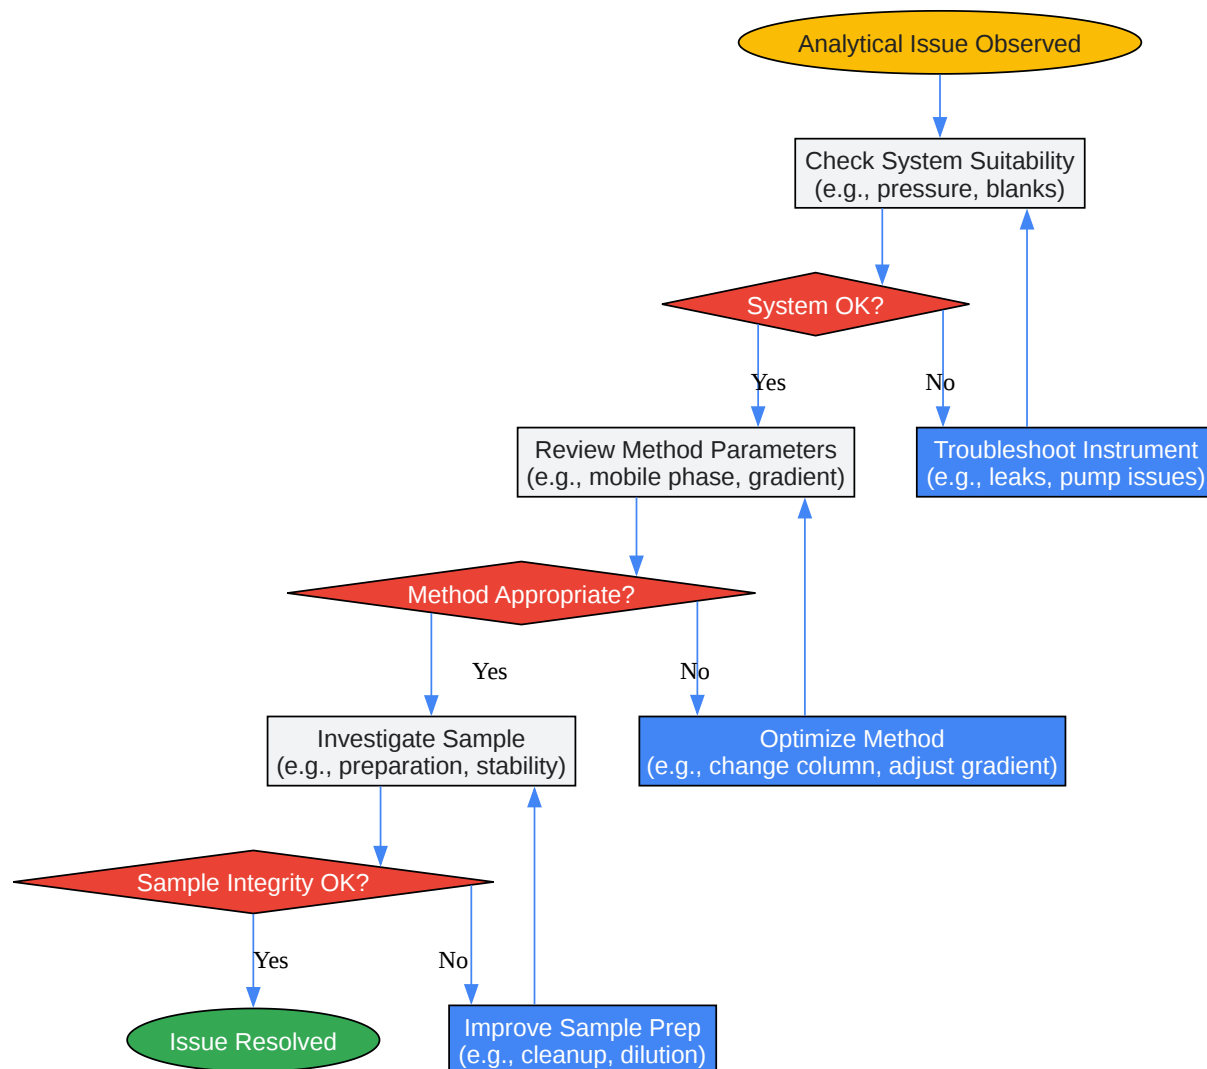 Analytical Issue Observed
Check System Suitability
(e.g., pressure, blanks)
System OK?
Yes
No
Review Method Parameters
(e.g., mobile phase, gradient)
Troubleshoot Instrument
(e.g., leaks, pump issues)
Method Appropriate?
Yes
No
Investigate Sample
(e.g., preparation, stability)
Optimize Method
(e.g., change column, adjust gradient)
Sample Integrity OK?
Yes
No
Issue Resolved
Improve Sample Prep
(e.g., cleanup, dilution)